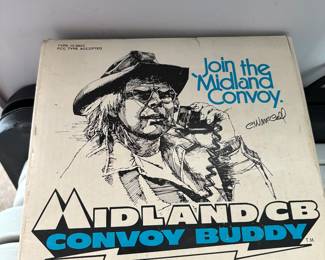 FCC TYPE ACCEPTED
Join the
Midland
Convoy.
MIDLAND CB
CONVOY BUDDY
T.M.